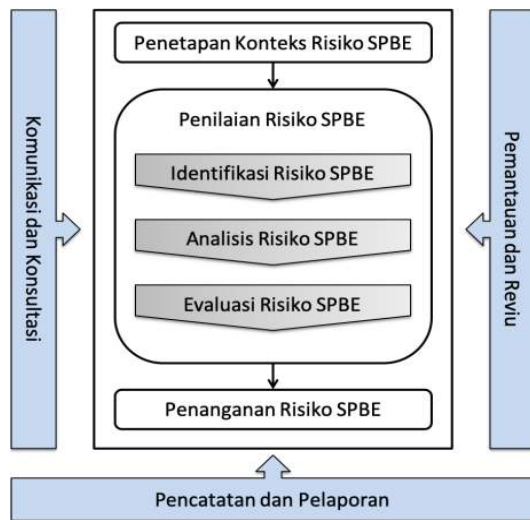 Penetapan Konteks Risiko SPBE
Komunikasi dan Konsultasi
Penilaian Risiko SPBE
Identifikasi Risiko SPBE
Analisis Risiko SPBE
Evaluasi Risiko SPBE
Pemantauan dan Reviu
Penanganan Risiko SPBE
Pencatatan dan Pelaporan